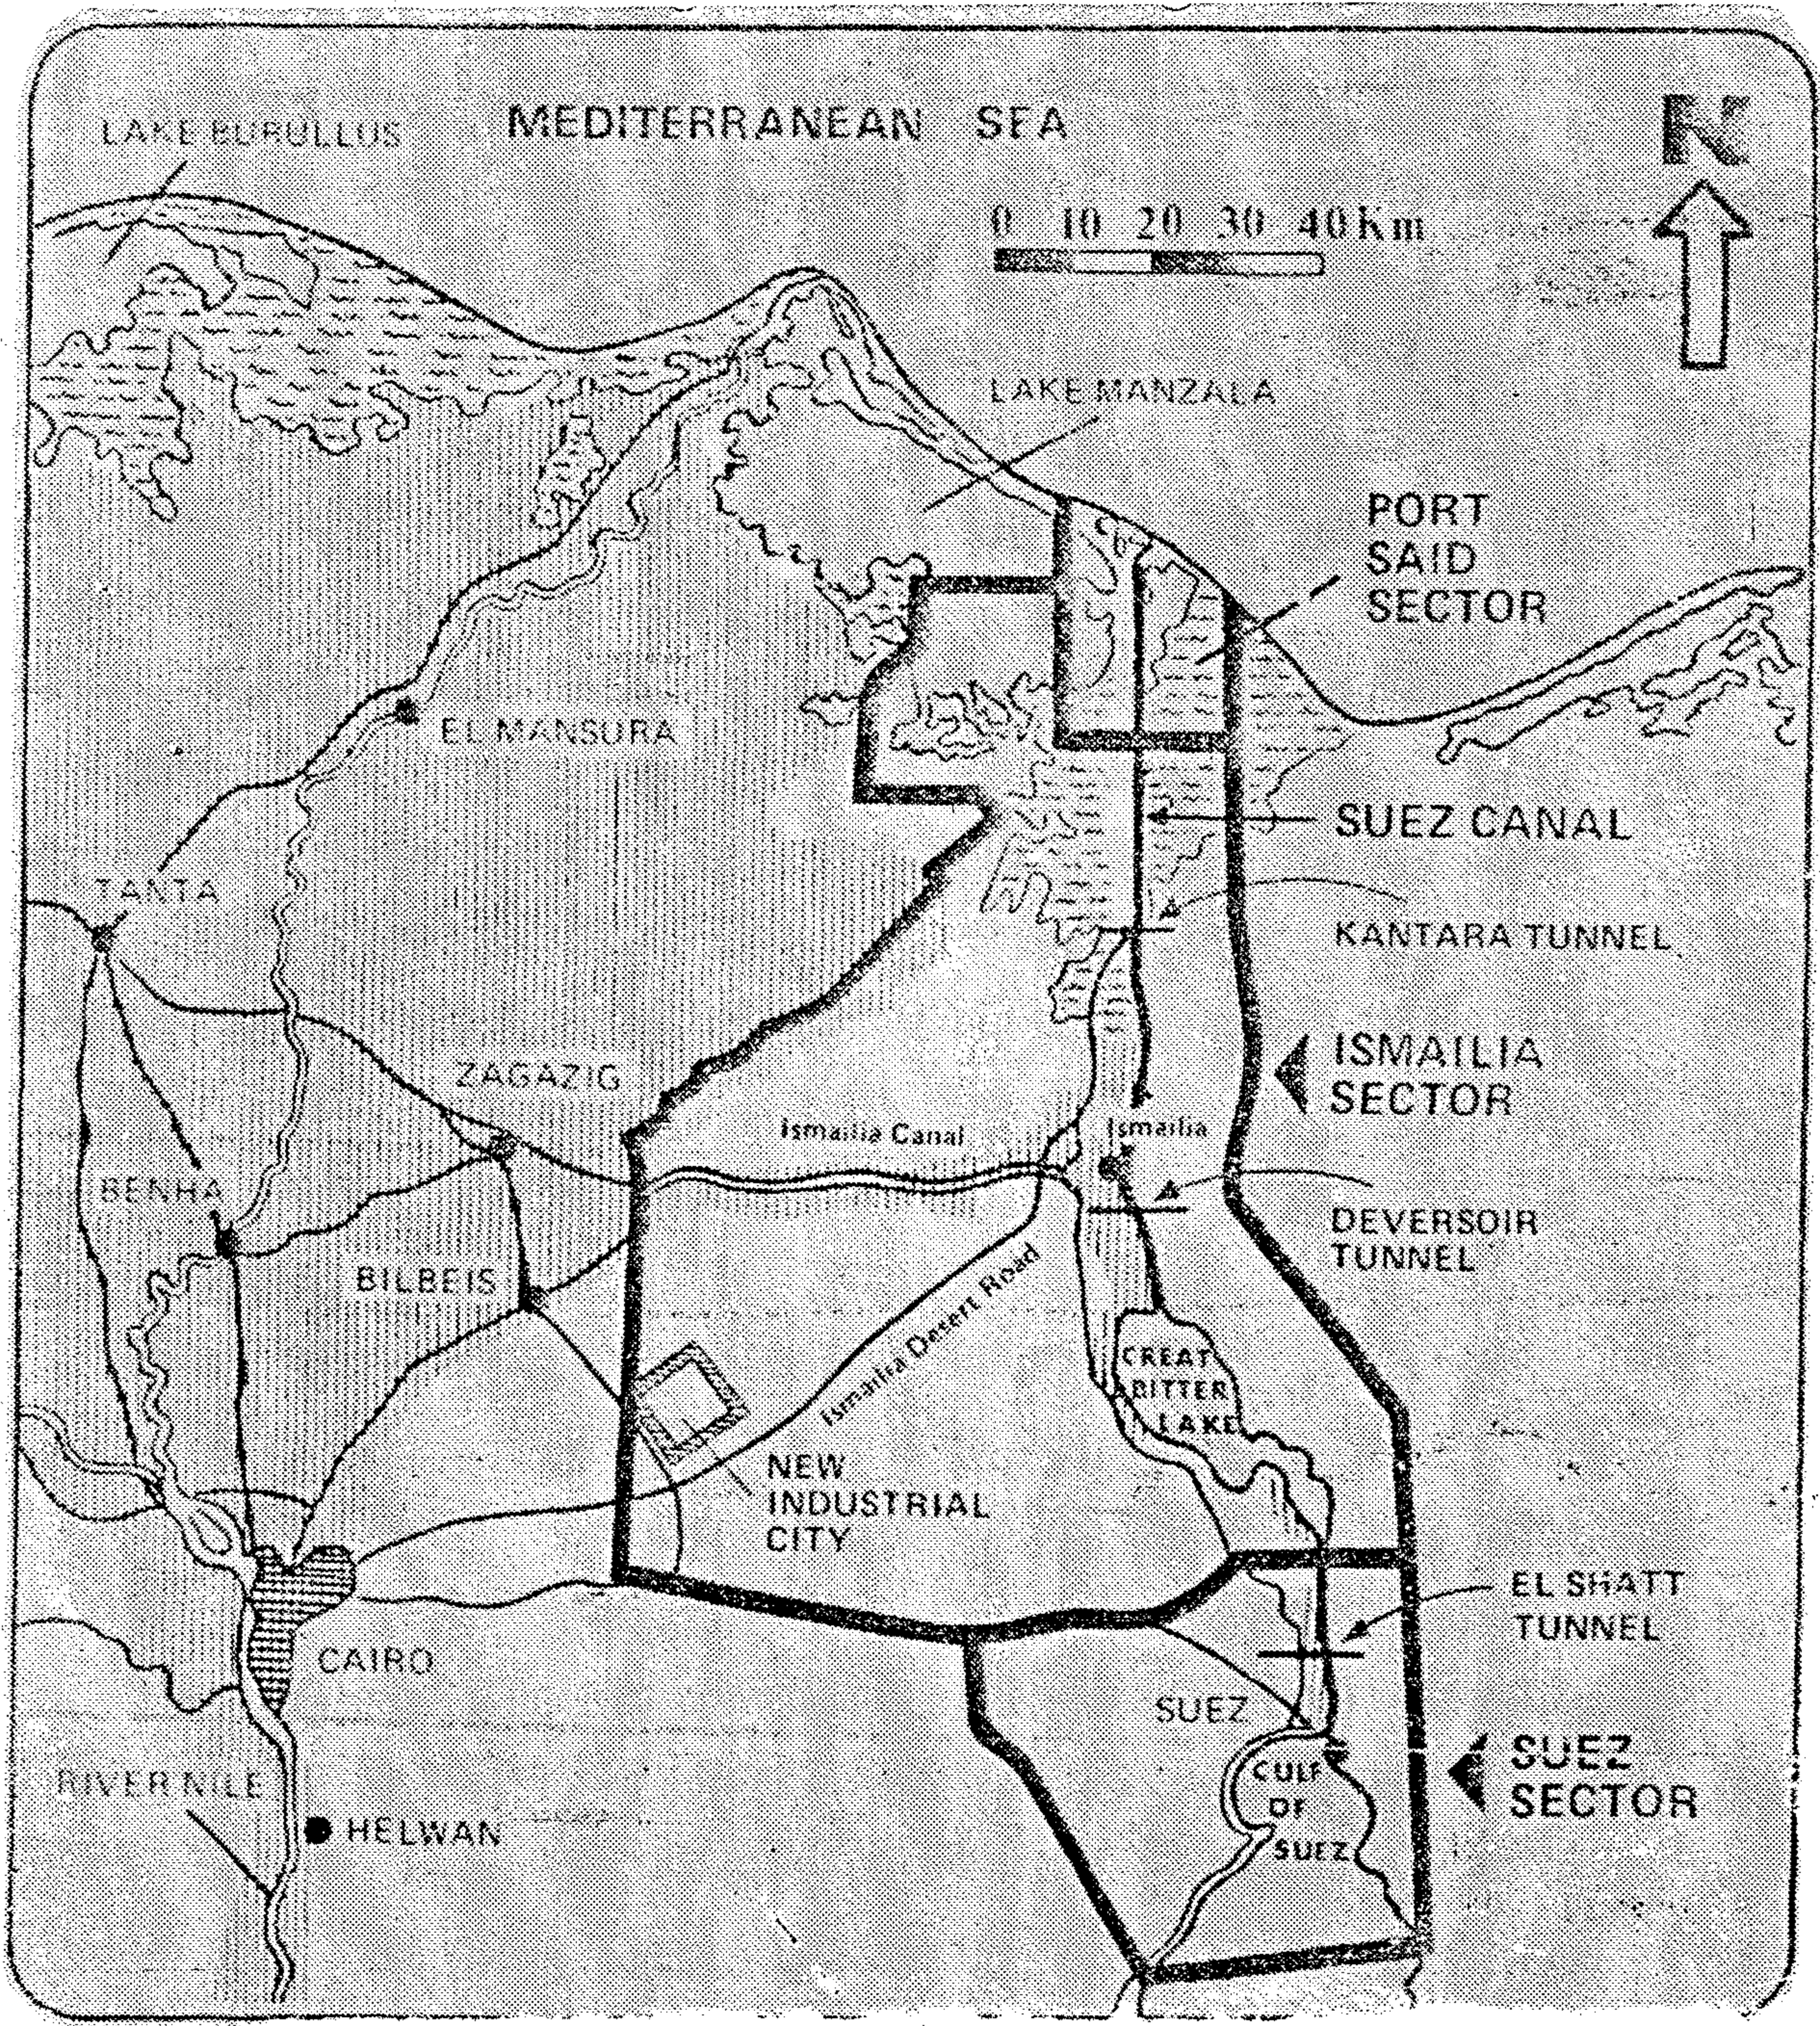 MEDITERRANEAN SEA
LAKE BURULLUS
N
0 10 20 30 40 Km
LAKE MANZALA
PORT
SAID
SECTOR
EL MANSURA
SUEZ CANAL
TANTA
KANTARA TUNNEL
ISMAILIA
SECTOR
ZAGAZIG
Ismailia Canal
Ismailia
BENHA
DEVERSOIR
TUNNEL
BILBEIS
Ismailia Desert Road
GREAT
BITTER
LAKE
NEW
INDUSTRIAL
CITY
EL SHATT
TUNNEL
CAIRO
SUEZ
SUEZ
SECTOR
GULF
OF
SUEZ
RIVER NILE
HELWAN